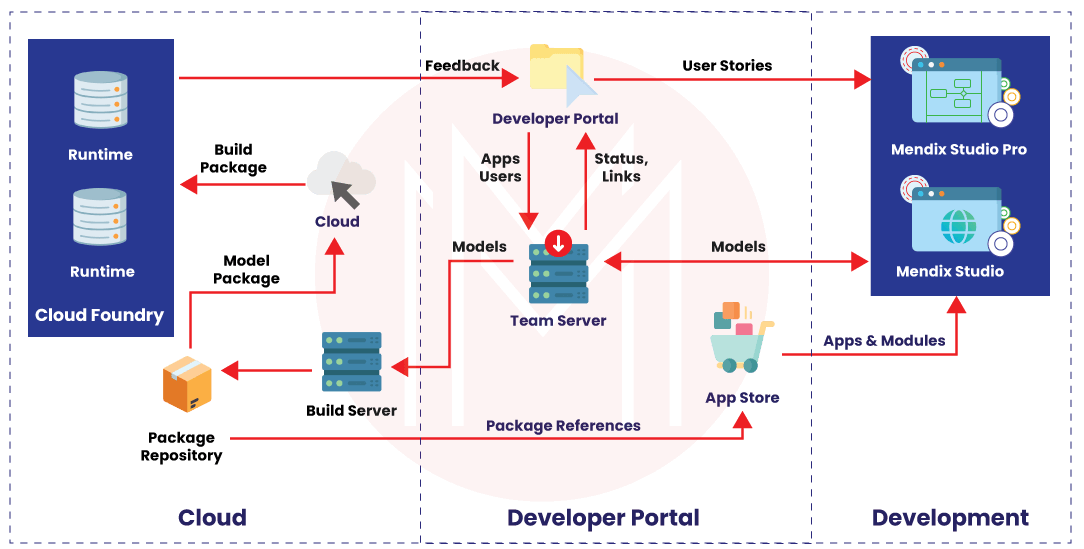 Feedback
User Stories
Developer Portal
Runtime
Build
Package
Apps
Users
Status,
Links
Mendix Studio Pro
Cloud
Runtime
Model
Package
Models
Models
Mendix Studio
Cloud Foundry
Team Server
Apps & Modules
Build Server
App Store
Package References
Package
Repository
Cloud
Developer Portal
Development